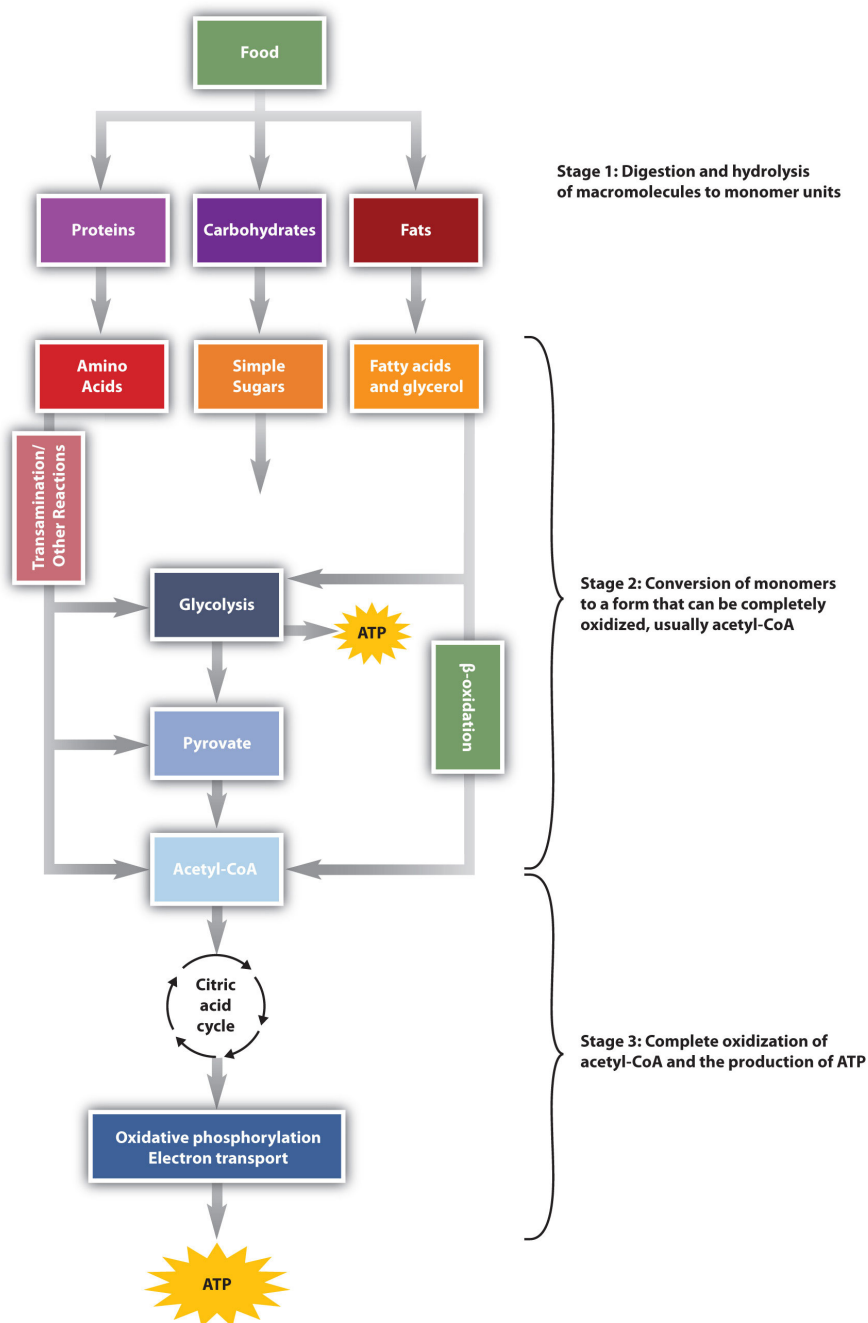 Food
Stage 1: Digestion and hydrolysis
of macromolecules to monomer units
Proteins
Carbohydrates
Fats
Amino
Acids
Simple
Sugars
Fatty acids
and glycerol
Transamination/
Other Reactions
Glycolysis
ATP
Stage 2: Conversion of monomers
to a form that can be completely
oxidized, usually acetyl-CoA
β-oxidation
Pyrovate
Acetyl-CoA
Citric
acid
cycle
Stage 3: Complete oxidization of
acetyl-CoA and the production of ATP
Oxidative phosphorylation
Electron transport
ATP